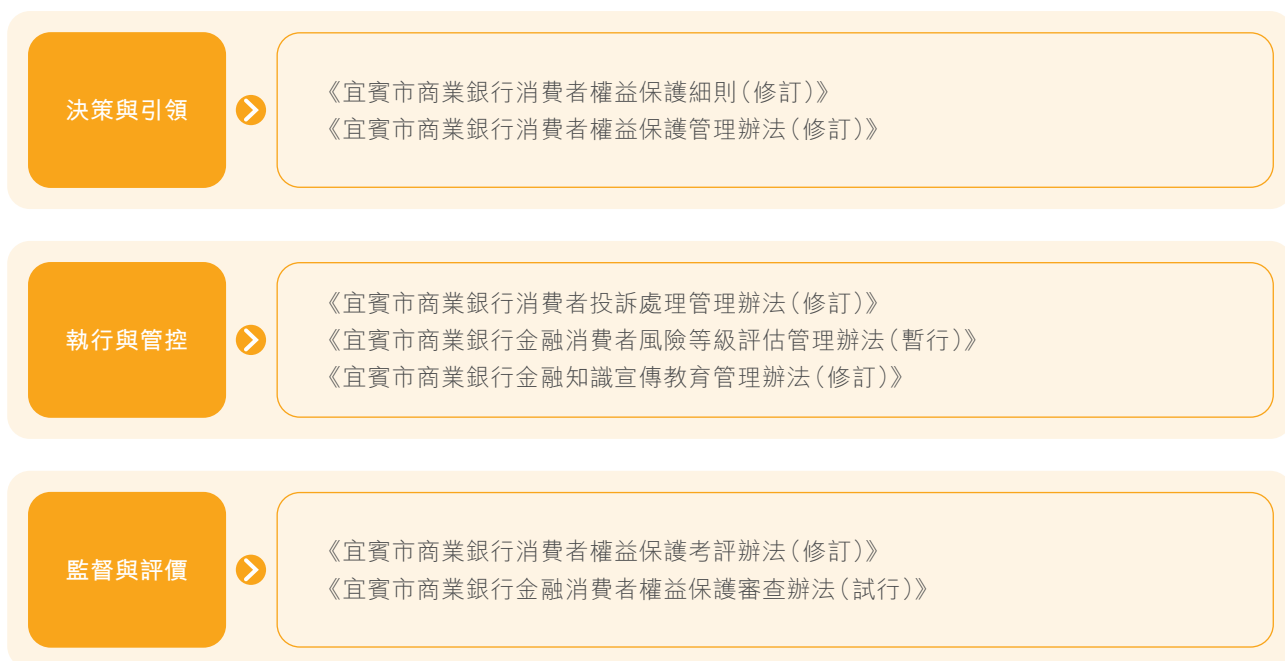 決策與引領
《宜賓市商業銀行消費者權益保護細則(修訂)》
《宜賓市商業銀行消費者權益保護管理辦法(修訂)》
執行與管控
《宜賓市商業銀行消費者投訴處理管理辦法(修訂)》
《宜賓市商業銀行金融消費者風險等級評估管理辦法(暫行)》
《宜賓市商業銀行金融知識宣傳教育管理辦法(修訂)》
監督與評價
《宜賓市商業銀行消費者權益保護考評辦法(修訂)》
《宜賓市商業銀行金融消費者權益保護審查辦法(試行)》